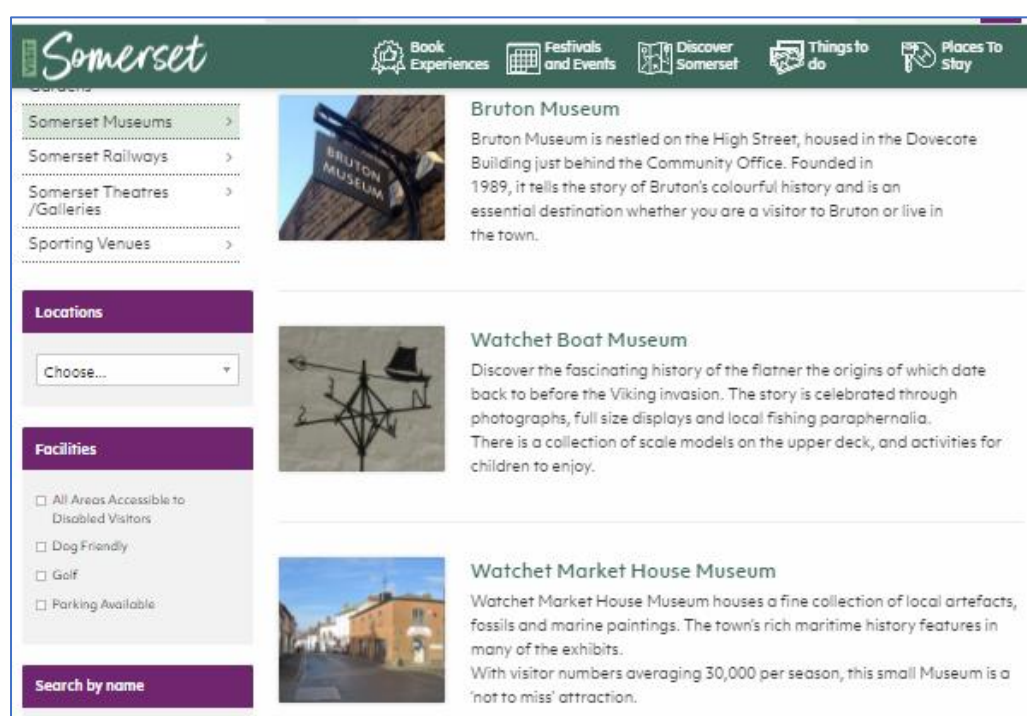 Somerset
Book
Experiences
Festivals
and Events
Discover
Somerset
Things to
do
Places To
Stay
Gardens
Somerset Museums
Somerset Railways
Somerset Theatres
/Galleries
Sporting Venues
Locations
Choose...
Facilities
All Areas Accessible to
Disabled Visitors
Dog Friendly
Golf
Parking Available
Search by name
BRUTON
MUSEUM
Bruton Museum
Bruton Museum is nestled on the High Street, housed in the Dovecote
Building just behind the Community Office. Founded in
1989, it tells the story of Bruton's colourful history and is an
essential destination whether you are a visitor to Bruton or live in
the town.
N
Watchet Boat Museum
Discover the fascinating history of the flatner the origins of which date
back to before the Viking invasion. The story is celebrated through
photographs, full size displays and local fishing paraphernalia.
There is a collection of scale models on the upper deck, and activities for
children to enjoy.
Watchet Market House Museum
Watchet Market House Museum houses a fine collection of local artefacts,
fossils and marine paintings. The town's rich maritime history features in
many of the exhibits.
With visitor numbers averaging 30,000 per season, this small Museum is a
'not to miss' attraction.